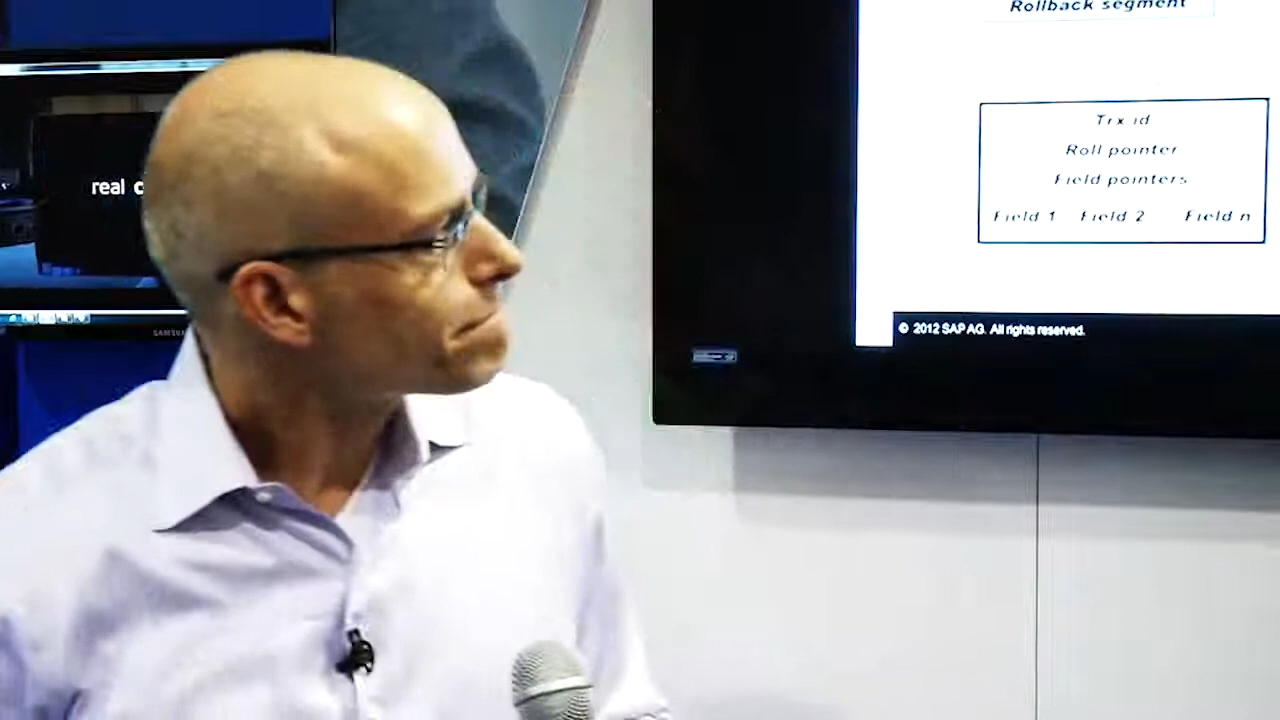 Rollback segment
Trx id
Roll pointer
Field pointers
Field 1 Field 2 Field n
© 2012 SAP AG. All rights reserved.
real
SAMSU